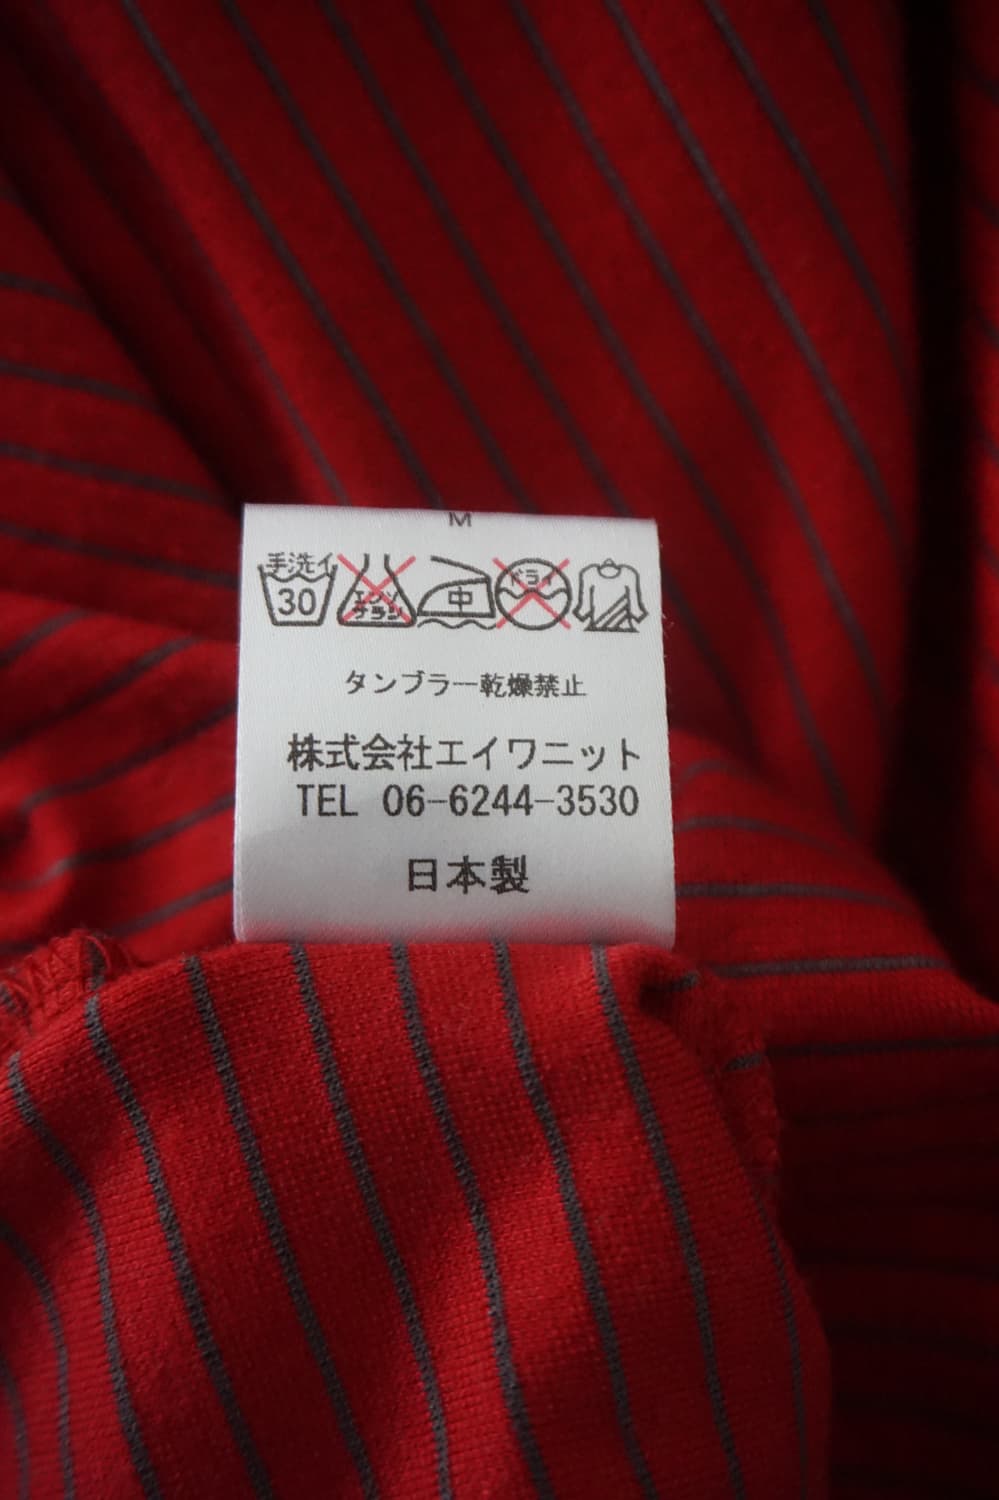 M
手洗イ 30 エンソサラシ 中 ドライ
タンブラー乾燥禁止
株式会社エイワニット
TEL 06-6244-3530
日本製